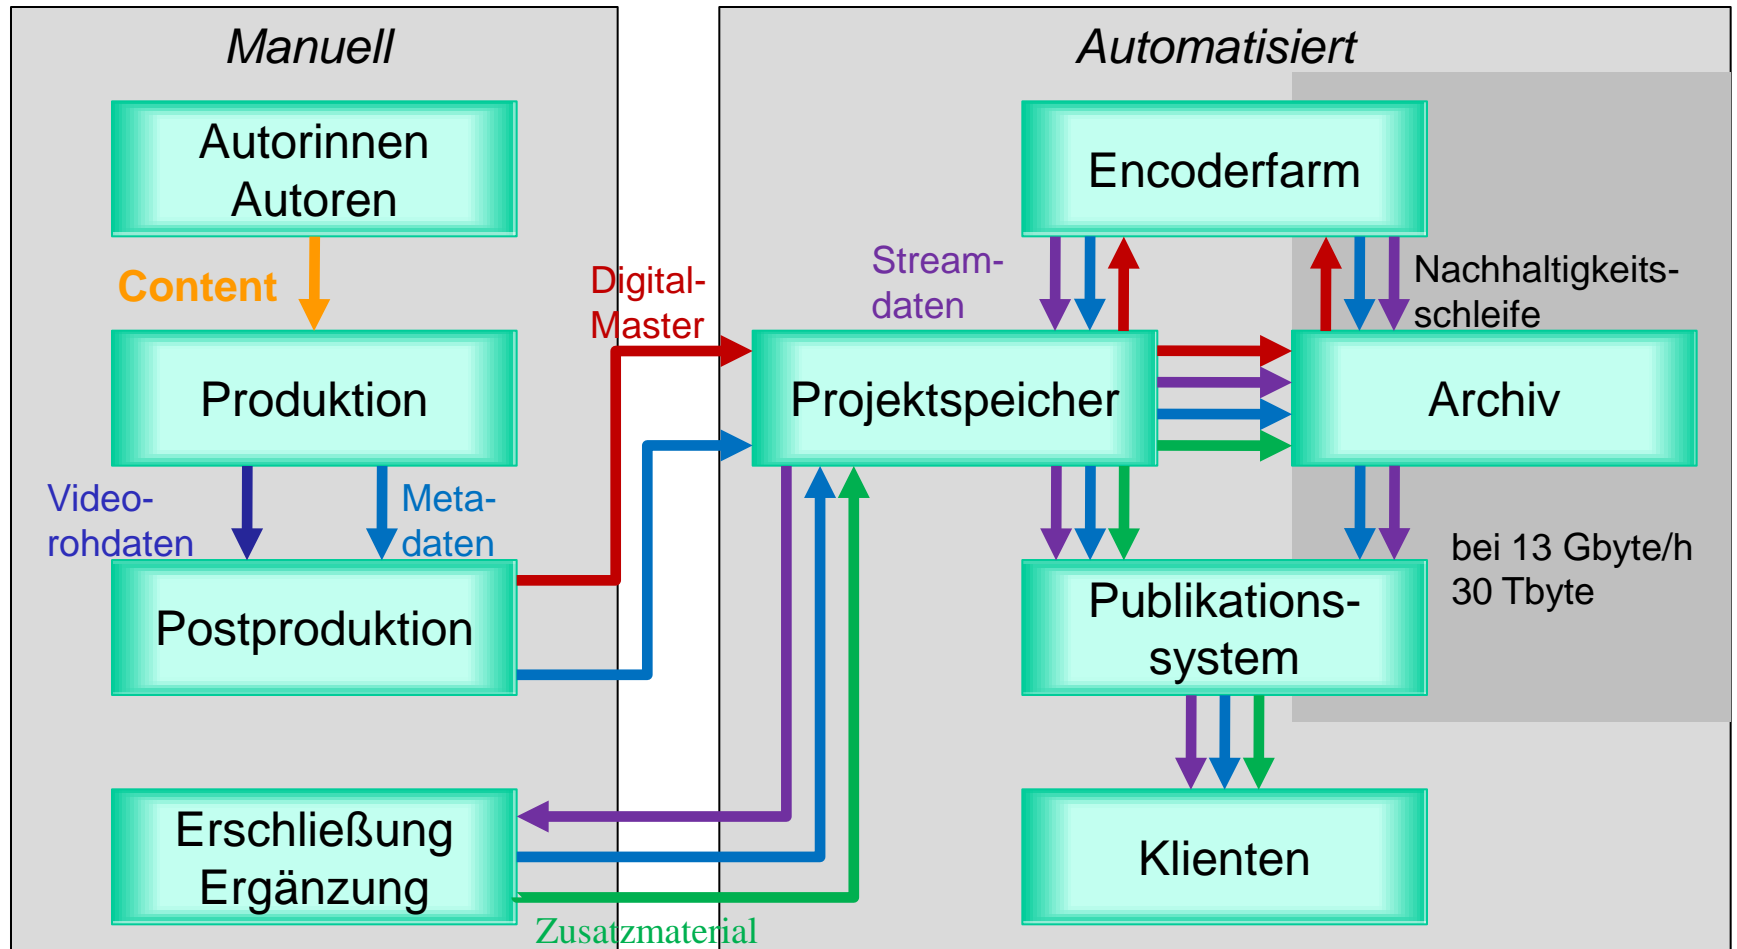 Manuell
Autorinnen
Autoren
Content
Produktion
Video-
rohdaten
Meta-
daten
Postproduktion
Erschließung
Ergänzung
Zusatzmaterial
Digital-
Master
Automatisiert
Encoderfarm
Stream-
daten
Nachhaltigkeits-
schleife
Projektspeicher
Archiv
bei 13 Gbyte/h
30 Tbyte
Publikations-
system
Klienten